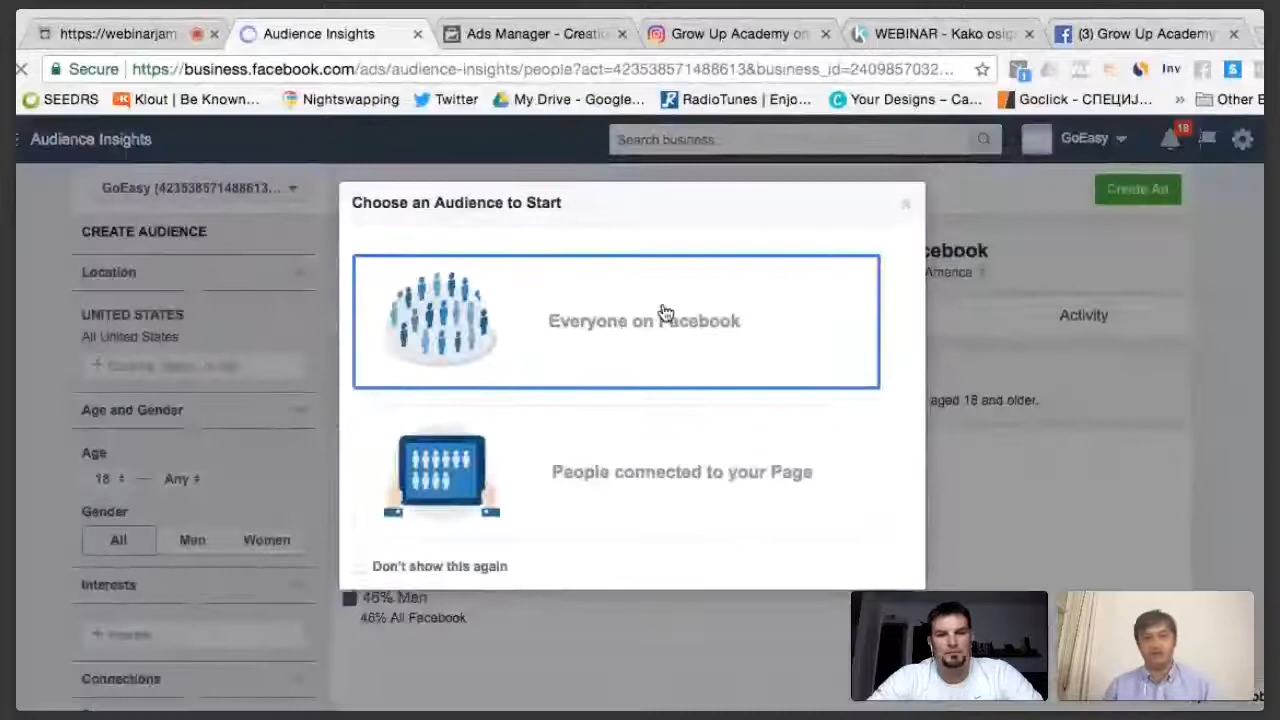 https://webinarjam
Audience Insights
Ads Manager - Creatio
Grow Up Academy on
WEBINAR - Kako osig
(3) Grow Up Academy
Secure
https://business.facebook.com/ads/audience-insights/people?act=423538571488613&business_id=2409857032...
Inv
SEEDRS
Klout | Be Known...
Nightswapping
Twitter
My Drive - Google...
RadioTunes | Enjo...
Your Designs – Ca...
Goclick - СПЕЦИЈ...
»
Other B
Audience Insights
Search business
GoEasy
18
GoEasy (423538571488613...
Create Ad
Choose an Audience to Start
CREATE AUDIENCE
cebook
America
Location
UNITED STATES
All United States
Everyone on Facebook
Activity
Age and Gender
aged 18 and older.
Age
18 — Any
People connected to your Page
Gender
All Men Women
Don't show this again
Interests
46% Men
46% All Facebook
Connections